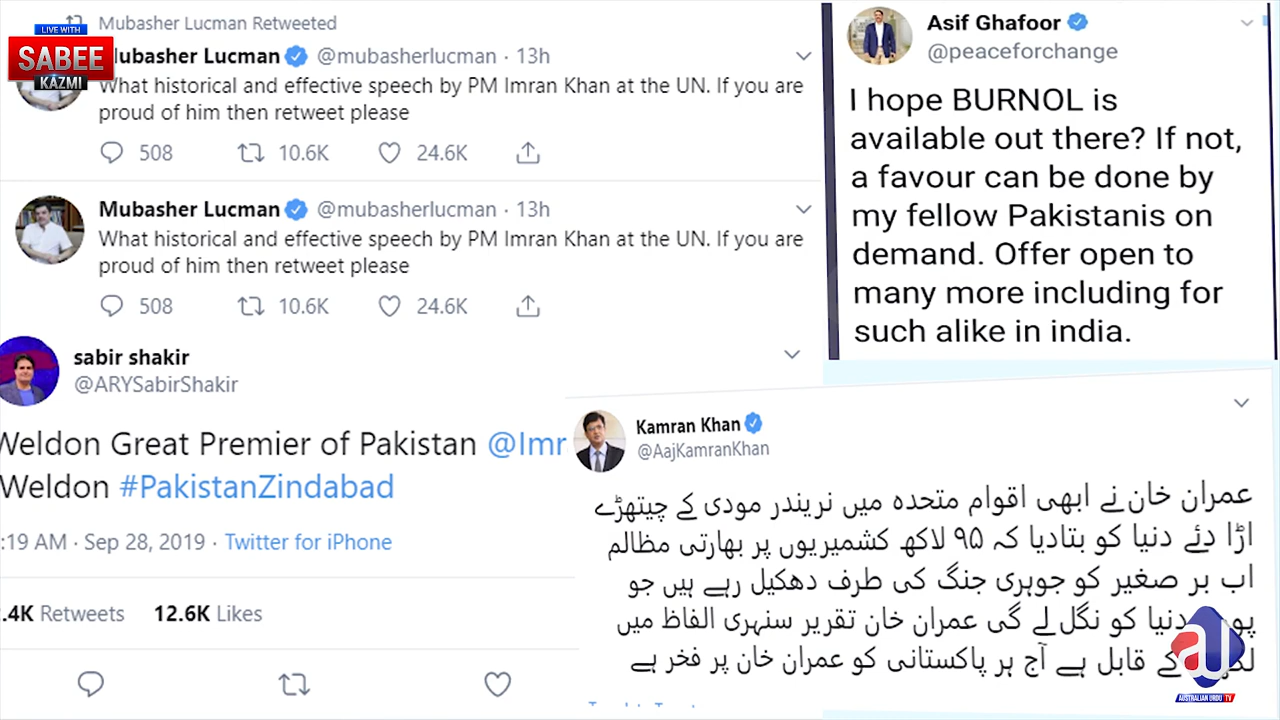 Mubasher Lucman Retweeted
LIVE WITH
SABEE
KAZMI
ubasher Lucman @mubasherlucman · 13h
What historical and effective speech by PM Imran Khan at the UN. If you are
proud of him then retweet please
508 10.6K 24.6K
Mubasher Lucman @mubasherlucman · 13h
What historical and effective speech by PM Imran Khan at the UN. If you are
proud of him then retweet please
508 10.6K 24.6K
sabir shakir
@ARYSabirShakir
Weldon Great Premier of Pakistan @Imr
Weldon #PakistanZindabad
:19 AM · Sep 28, 2019 · Twitter for iPhone
.4K Retweets 12.6K Likes
Asif Ghafoor
@peaceforchange
I hope BURNOL is
available out there? If not,
a favour can be done by
my fellow Pakistanis on
demand. Offer open to
many more including for
such alike in india.
Kamran Khan
@AajKamranKhan
عمران خان نے ابھی اقوام متحدہ میں نریندر مودی کے چیتھڑے
اڑا دئے دنیا کو بتادیا کہ ۹۵ لاکھ کشمیریوں پر بھارتی مظالم
اب بر صغیر کو جوہری جنگ کی طرف دھکیل رہے ہیں جو
دنیا کو نگل لے گی عمران خان تقریر سنہری الفاظ میں
کے قابل ہے آج ہر پاکستانی کو عمران خان پر فخر ہے
AUSTRALIAN URDU TV